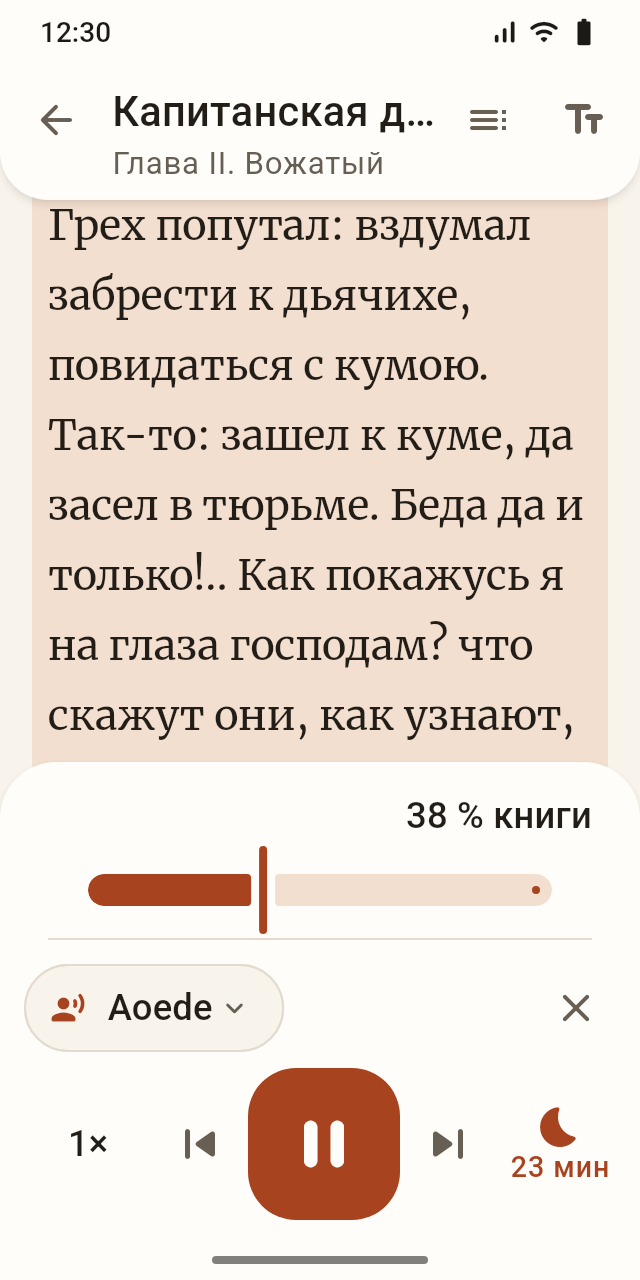 12:30
Капитанская д...
Глава II. Вожатый
Грех попутал: вздумал
забрести к дьячихе,
повидаться с кумою.
Так-то: зашел к куме, да
засел в тюрьме. Беда да и
только!.. Как покажусь я
на глаза господам? что
скажут они, как узнают,
38 % книги
Aoede
1×
23 мин